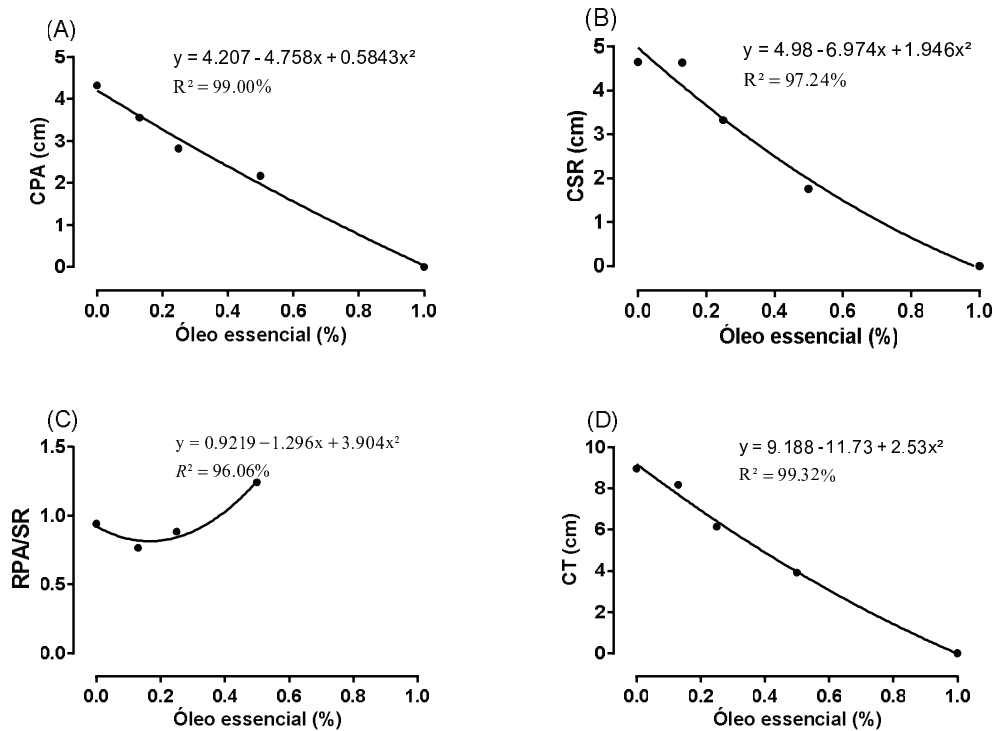 (A)
y = 4.207 - 4.758x + 0.5843x²
R² = 99.00%
CPA (cm)
5
4
3
2
1
0
0.0 0.2 0.4 0.6 0.8 1.0
Óleo essencial (%)
(B)
y = 4.98 - 6.974x + 1.946x²
R² = 97.24%
CSR (cm)
5
4
3
2
1
0
0.0 0.2 0.4 0.6 0.8 1.0
Óleo essencial (%)
(C)
y = 0.9219 - 1.296x + 3.904x²
R² = 96.06%
RPA/SR
1.5
1.0
0.5
0.0
0.0 0.2 0.4 0.6 0.8 1.0
Óleo essencial (%)
(D)
y = 9.188 -11.73 + 2.53x²
R² = 99.32%
CT (cm)
10
8
6
4
2
0
0.0 0.2 0.4 0.6 0.8 1.0
Óleo essencial (%)